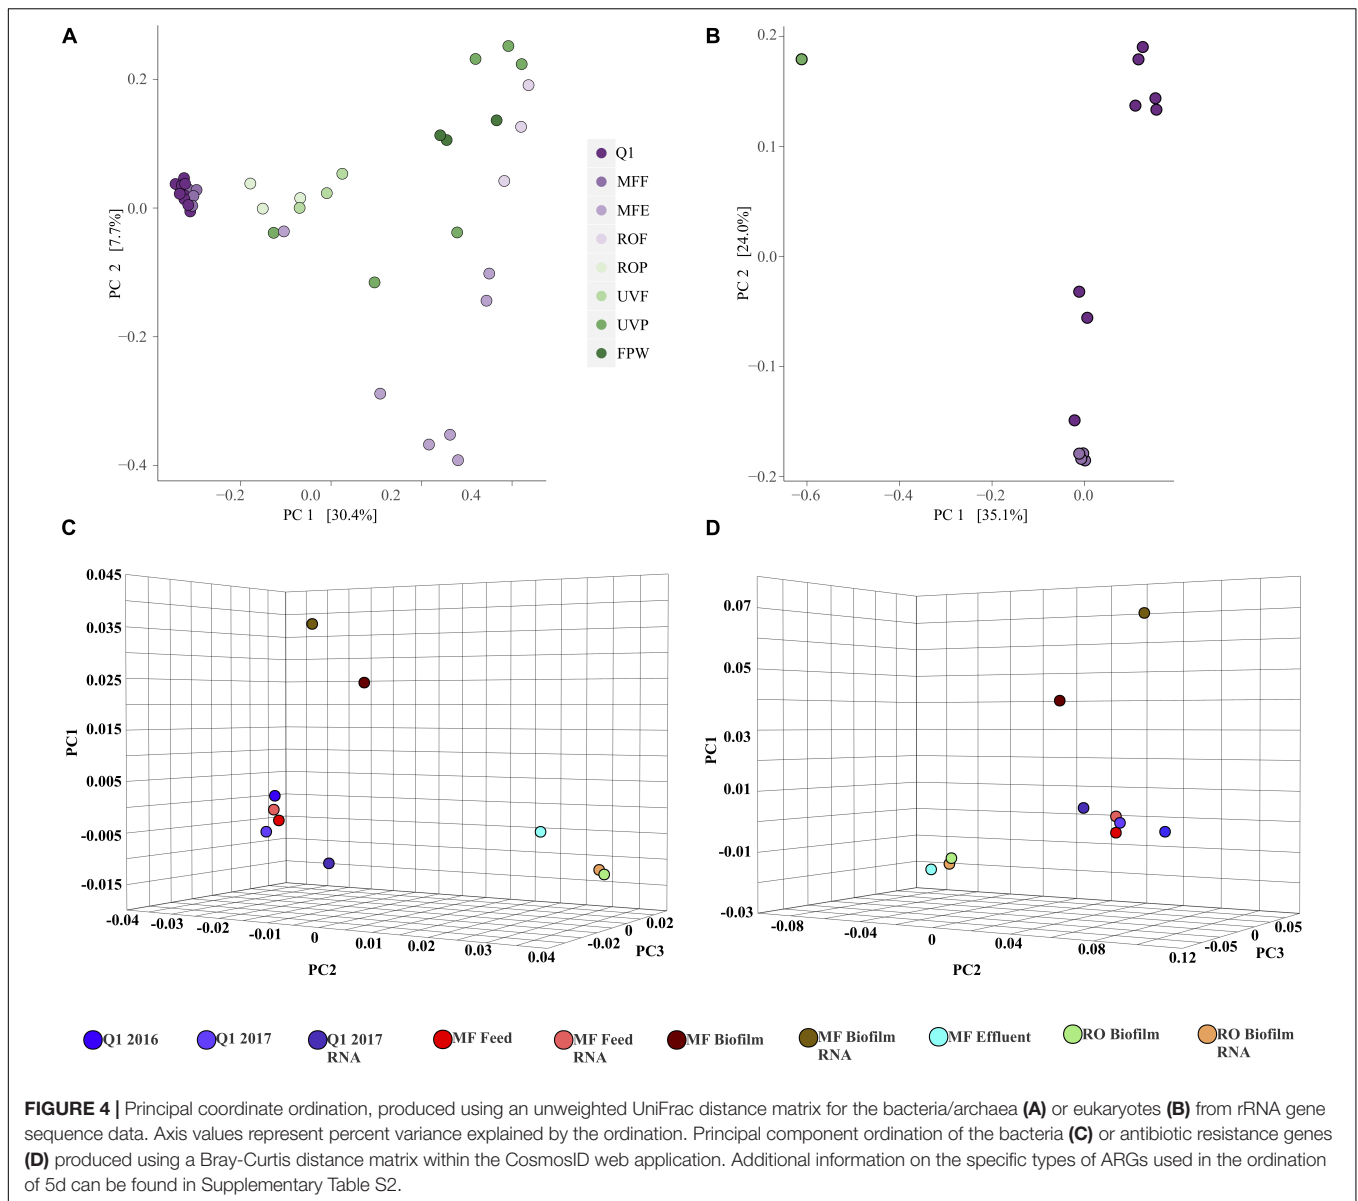 A
0.2
0.0
−0.2
−0.4
PC 2 [7.7%]
−0.2
0.0
0.2
0.4
PC 1 [30.4%]
Q1
MFF
MFE
ROF
ROP
UVF
UVP
FPW
B
0.2
0.1
0.0
−0.1
−0.2
PC 2 [24.0%]
−0.6
−0.4
−0.2
0.0
PC 1 [35.1%]
C
0.045
0.035
0.025
0.015
0.005
-0.005
-0.015
PC1
-0.04
-0.03
-0.02
-0.01
0
0.01
0.02
0.03
0.04
PC2
-0.02
0
0.02
PC3
D
0.07
0.05
0.03
0.01
-0.01
-0.03
PC1
-0.08
-0.04
0
0.04
0.08
0.12
PC2
-0.05
0
0.05
PC3
Q1 2016
Q1 2017
Q1 2017
RNA
MF Feed
MF Feed
RNA
MF Biofilm
MF Biofilm
RNA
MF Effluent
RO Biofilm
RO Biofilm
RNA
FIGURE 4 | Principal coordinate ordination, produced using an unweighted UniFrac distance matrix for the bacteria/archaea (A) or eukaryotes (B) from rRNA gene
sequence data. Axis values represent percent variance explained by the ordination. Principal component ordination of the bacteria (C) or antibiotic resistance genes
(D) produced using a Bray-Curtis distance matrix within the CosmosID web application. Additional information on the specific types of ARGs used in the ordination
of 5d can be found in Supplementary Table S2.